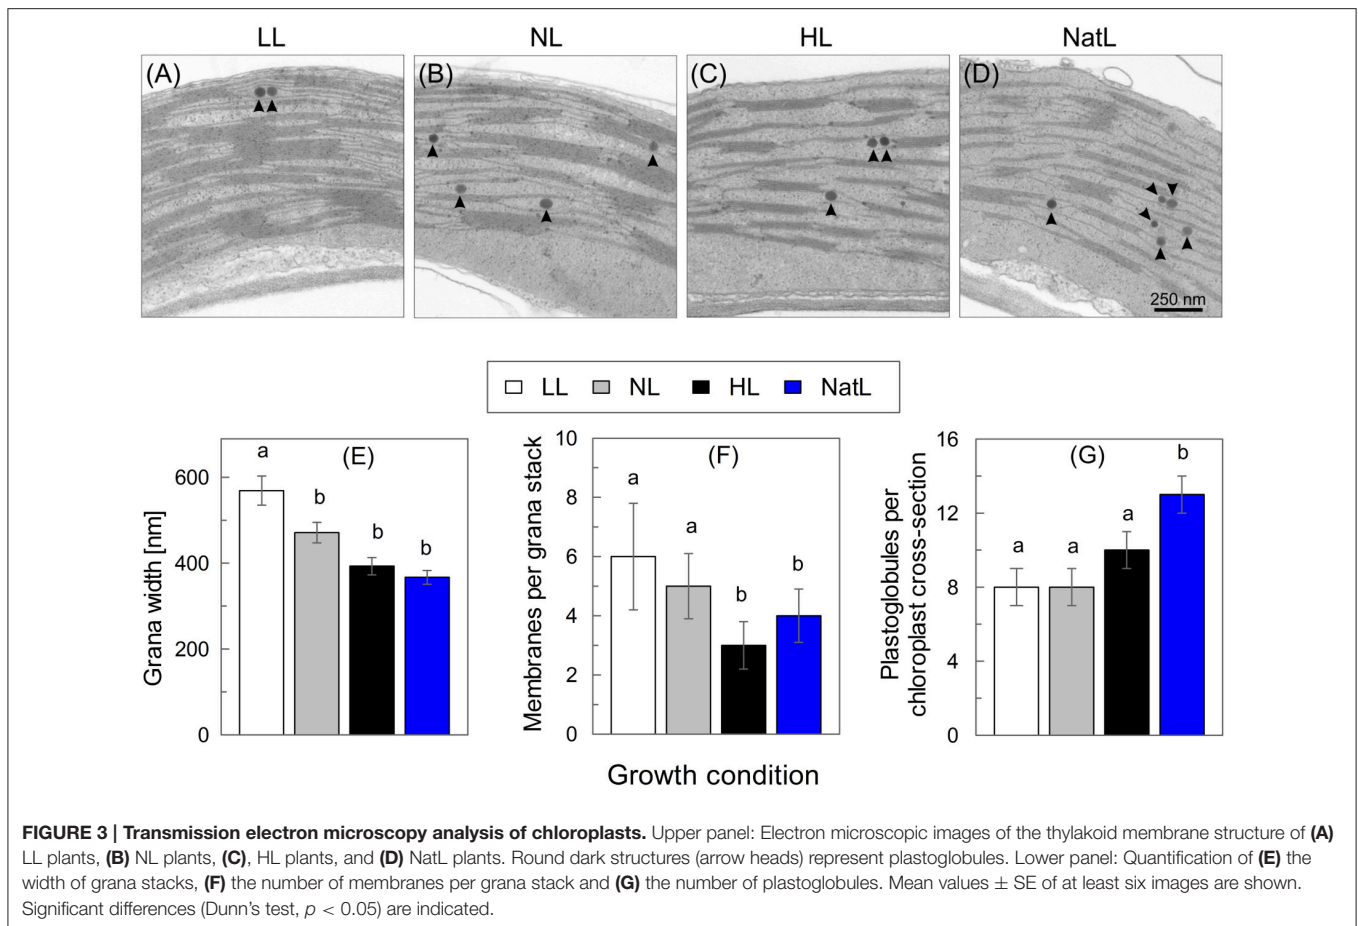 LL NL HL NatL
(A) (B) (C) (D)
250 nm
LL NL HL NatL
Grana width [nm]
600
400
200
0
(E)
a
b
b
b
Membranes per grana stack
10
8
6
4
2
0
(F)
a
a
b
b
Plastoglobules per
chloroplast cross-section
16
12
8
4
0
(G)
a
a
a
b
Growth condition
FIGURE 3 | Transmission electron microscopy analysis of chloroplasts. Upper panel: Electron microscopic images of the thylakoid membrane structure of (A)
LL plants, (B) NL plants, (C), HL plants, and (D) NatL plants. Round dark structures (arrow heads) represent plastoglobules. Lower panel: Quantification of (E) the
width of grana stacks, (F) the number of membranes per grana stack and (G) the number of plastoglobules. Mean values ± SE of at least six images are shown.
Significant differences (Dunn's test, p < 0.05) are indicated.